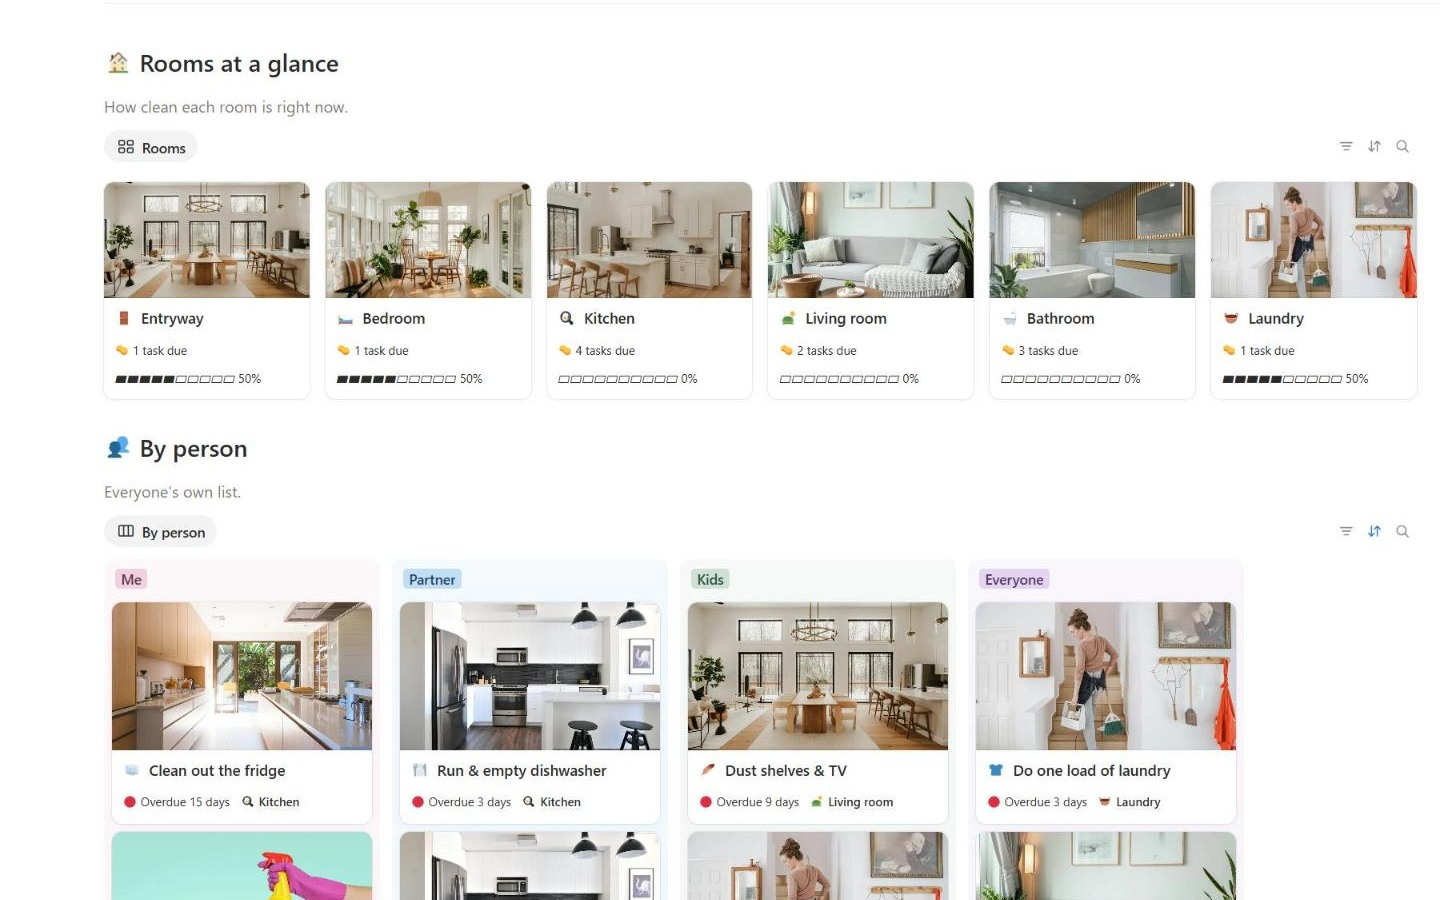 Rooms at a glance
How clean each room is right now.
Rooms
Entryway
1 task due
50%
Bedroom
1 task due
50%
Kitchen
4 tasks due
0%
Living room
2 tasks due
0%
Bathroom
3 tasks due
0%
Laundry
1 task due
50%
By person
Everyone's own list.
By person
Me
Clean out the fridge
Overdue 15 days Kitchen
Partner
Run & empty dishwasher
Overdue 3 days Kitchen
Kids
Dust shelves & TV
Overdue 9 days Living room
Everyone
Do one load of laundry
Overdue 3 days Laundry